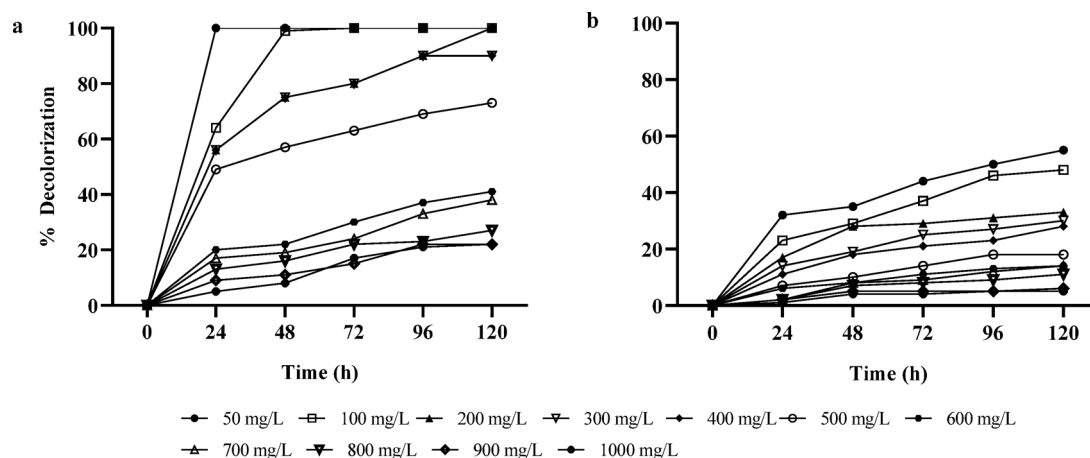 a
b
100
80
60
40
20
0
% Decolorization
0 24 48 72 96 120
Time (h)
100
80
60
40
20
0
0 24 48 72 96 120
Time (h)
50 mg/L 100 mg/L 200 mg/L 300 mg/L 400 mg/L 500 mg/L 600 mg/L
700 mg/L 800 mg/L 900 mg/L 1000 mg/L